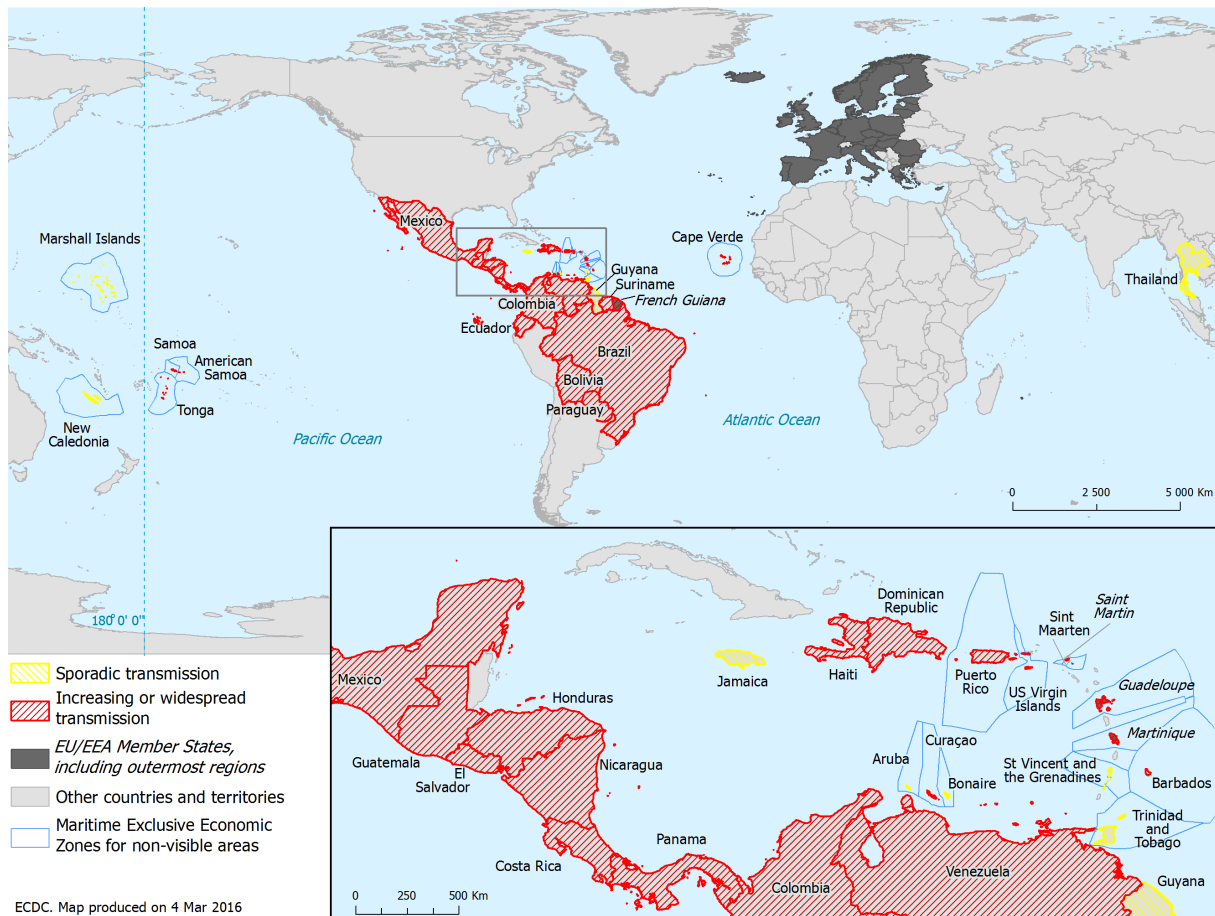 Marshall Islands
Mexico
Cape Verde
Guyana
Suriname
French Guiana
Thailand
Colombia
Ecuador
Samoa
American
Samoa
Brazil
Bolivia
Paraguay
Tonga
New
Caledonia
Pacific Ocean
Atlantic Ocean
0 2 500 5 000 Km
180° 0' 0"
Sporadic transmission
Increasing or widespread
transmission
EU/EEA Member States,
including outermost regions
Other countries and territories
Maritime Exclusive Economic
Zones for non-visible areas
ECDC. Map produced on 4 Mar 2016
Dominican
Republic
Saint
Martin
Sint
Maarten
Mexico
Jamaica
Haiti
Puerto
Rico
US Virgin
Islands
Guadeloupe
Honduras
Martinique
Guatemala
El
Salvador
Nicaragua
Aruba
Curaçao
Bonaire
St Vincent and
the Grenadines
Barbados
Trinidad
and
Tobago
Costa Rica
Panama
Colombia
Venezuela
Guyana
0 250 500 Km